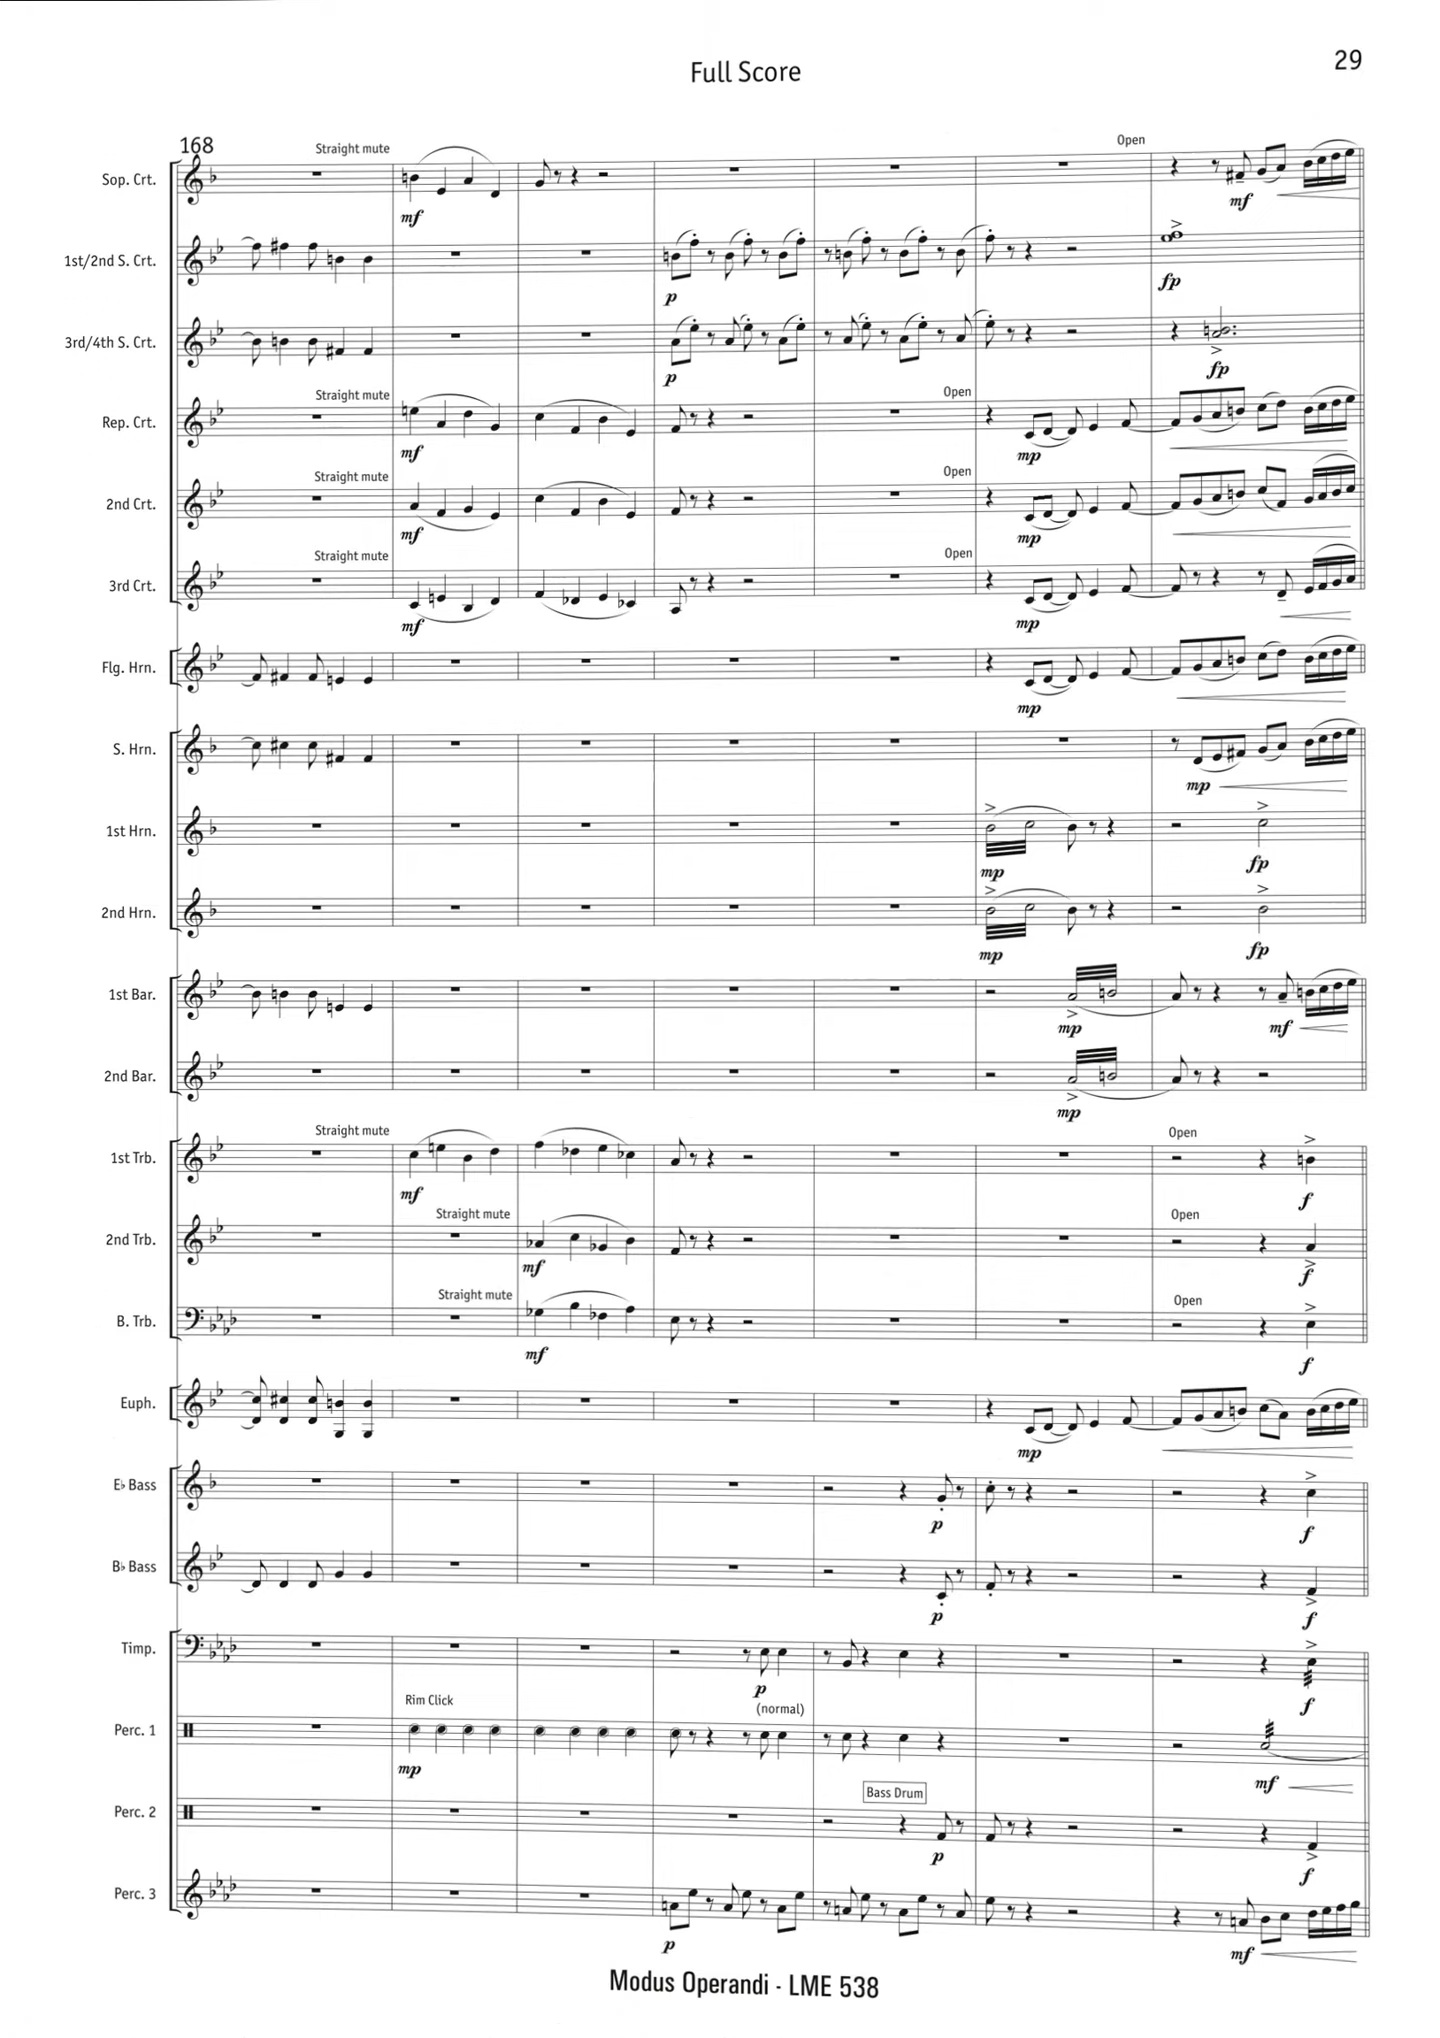 29
Full Score
168
Sop. Crt. Straight mute Open
mf mf
1st/2nd S. Crt.
p fp
3rd/4th S. Crt.
p fp
Rep. Crt. Straight mute Open
mf mp
2nd Crt. Straight mute Open
mf mp
3rd Crt. Straight mute Open
mf mp
Flg. Hrn.
mp
S. Hrn.
mp
1st Hrn.
mp fp
2nd Hrn.
mp fp
1st Bar.
mp mf
2nd Bar.
mp
1st Trb. Straight mute Open
mf f
2nd Trb. Straight mute Open
mf f
B. Trb. Straight mute Open
mf f
Euph.
mp
E♭ Bass
p f
B♭ Bass
p f
Timp.
p f
Perc. 1 Rim Click (normal)
mp mf
Perc. 2 Bass Drum
p f
Perc. 3
p mf
Modus Operandi - LME 538